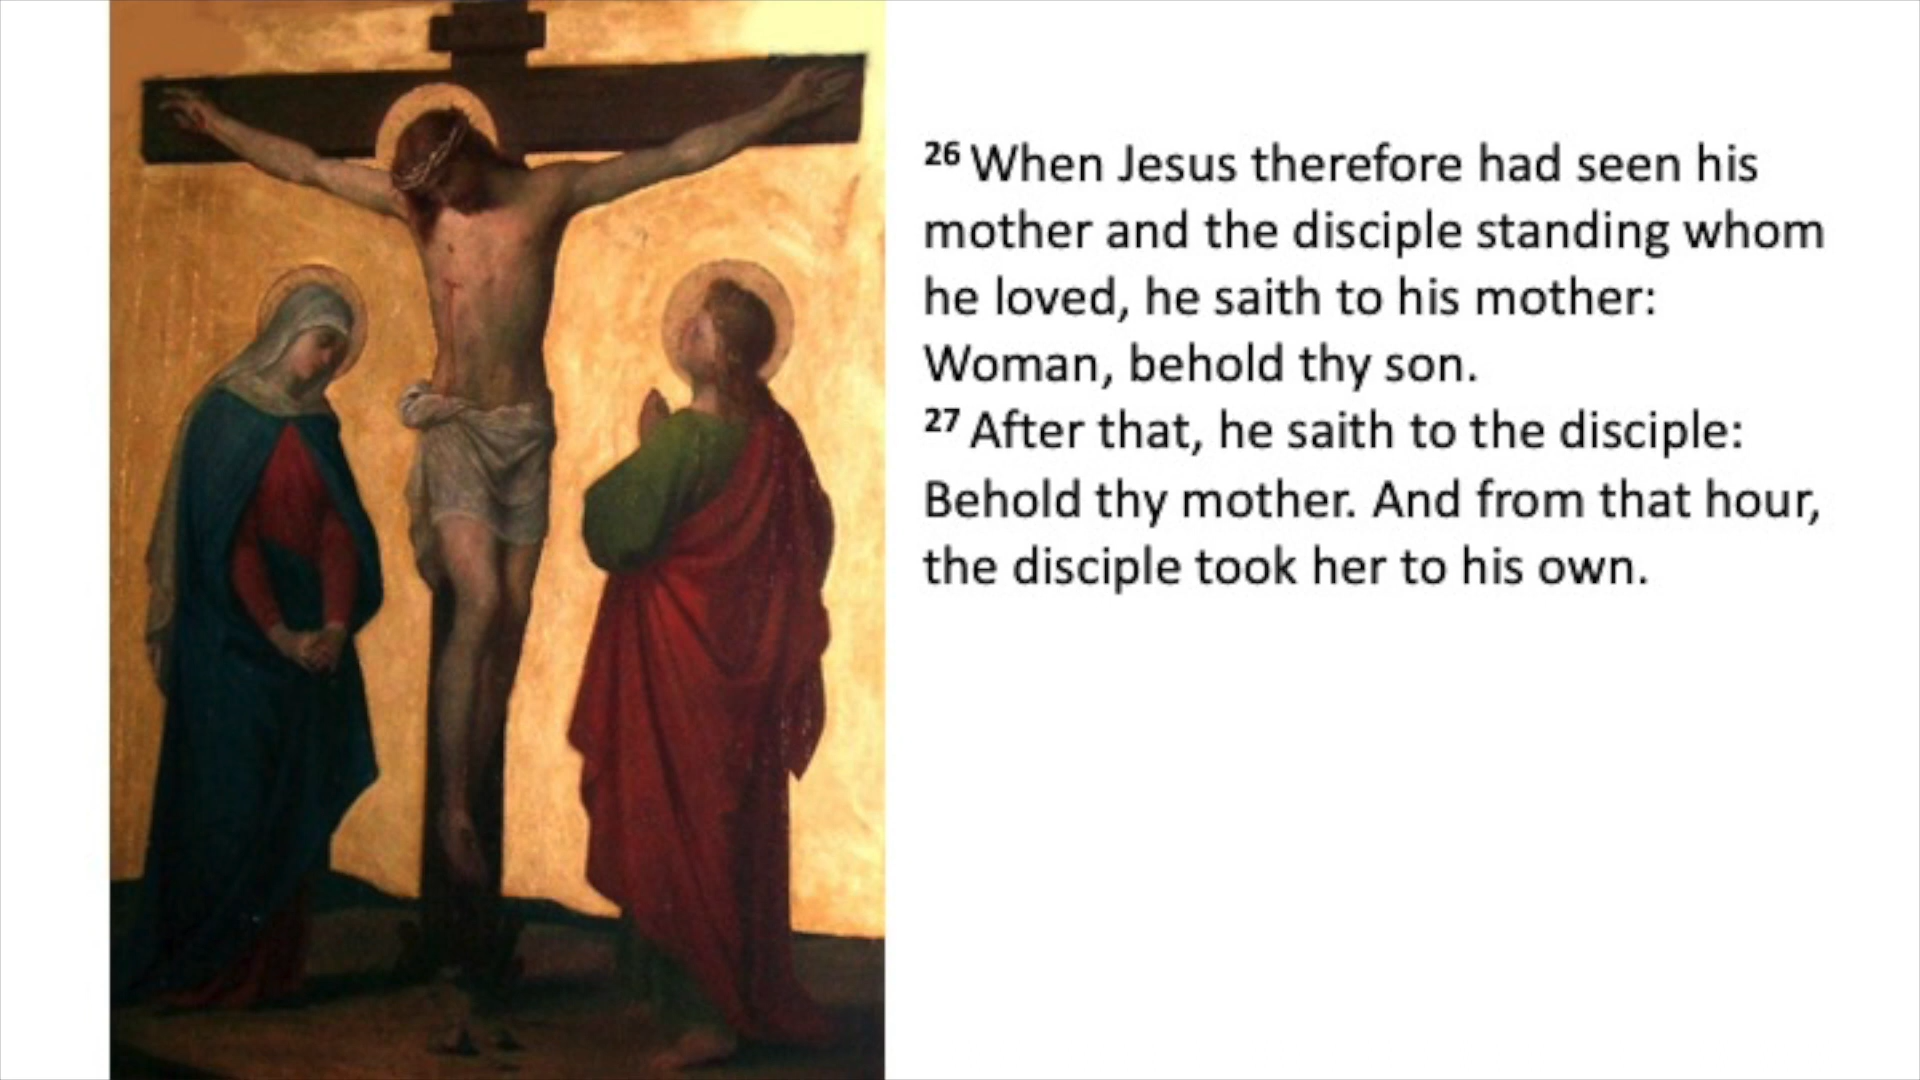 26 When Jesus therefore had seen his
mother and the disciple standing whom
he loved, he saith to his mother:
Woman, behold thy son.
27 After that, he saith to the disciple:
Behold thy mother. And from that hour,
the disciple took her to his own.